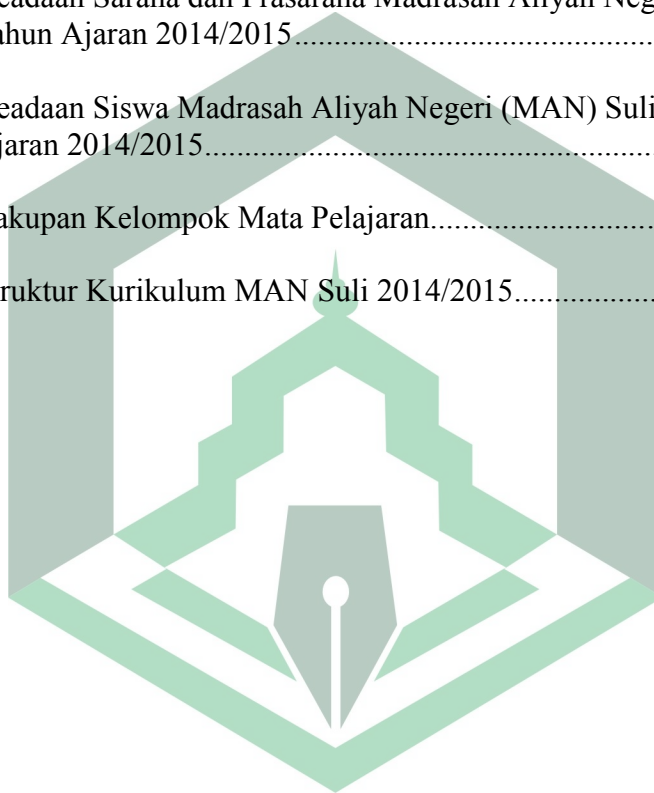 eadaan Sarana dan Prasarana Madrasah Aliyah Neg
ahun Ajaran 2014/2015..............................................
eadaan Siswa Madrasah Aliyah Negeri (MAN) Suli
jaran 2014/2015.........................................................
akupan Kelompok Mata Pelajaran............................
truktur Kurikulum MAN Suli 2014/2015..................